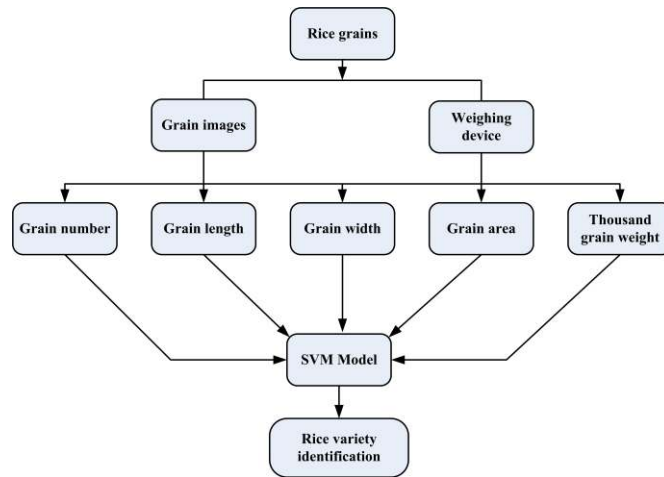 Rice grains
Grain images
Weighing
device
Grain number
Grain length
Grain width
Grain area
Thousand
grain weight
SVM Model
Rice variety
identification